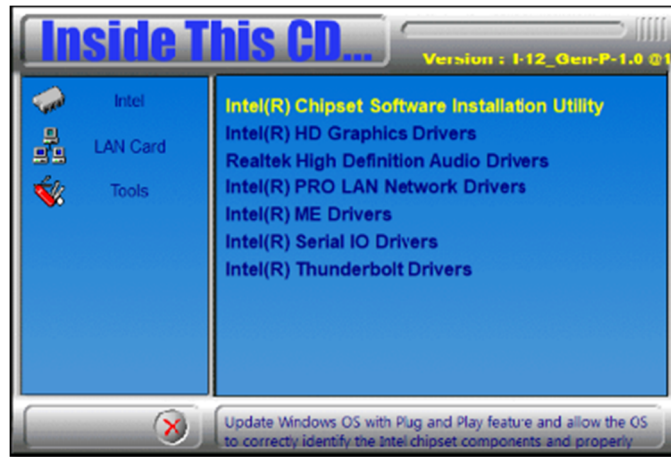 Inside This CD...
Version : I-12_Gen-P-1.0 @1
Intel
LAN Card
Tools
Intel(R) Chipset Software Installation Utility
Intel(R) HD Graphics Drivers
Realtek High Definition Audio Drivers
Intel(R) PRO LAN Network Drivers
Intel(R) ME Drivers
Intel(R) Serial IO Drivers
Intel(R) Thunderbolt Drivers
Update Windows OS with Plug and Play feature and allow the OS
to correctly identify the Intel chipset components and properly